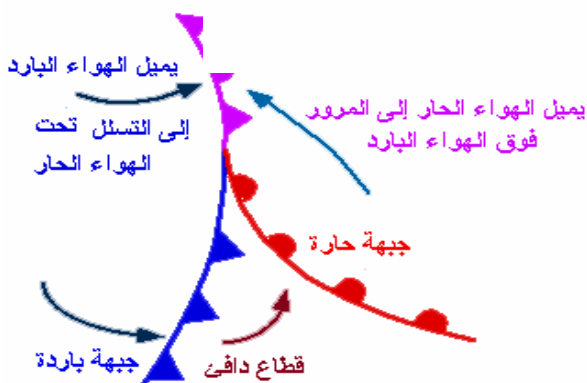 يميل الهواء البارد
إلى التسلل تحت
الهواء الحار
يميل الهواء الحار إلى المرور
فوق الهواء البارد
جبهة حارة
جبهة باردة
قطاع دافئ